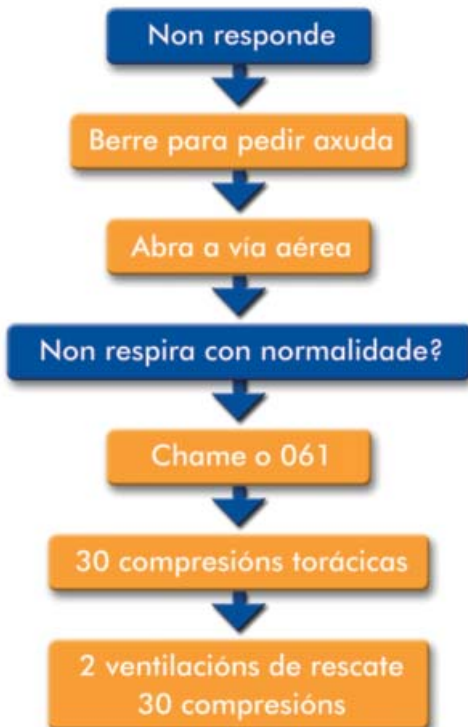 Non responde
Berre para pedir axuda
Abra a vía aérea
Non respira con normalidade?
Chame o 061
30 compresións torácicas
2 ventilacións de rescate
30 compresións